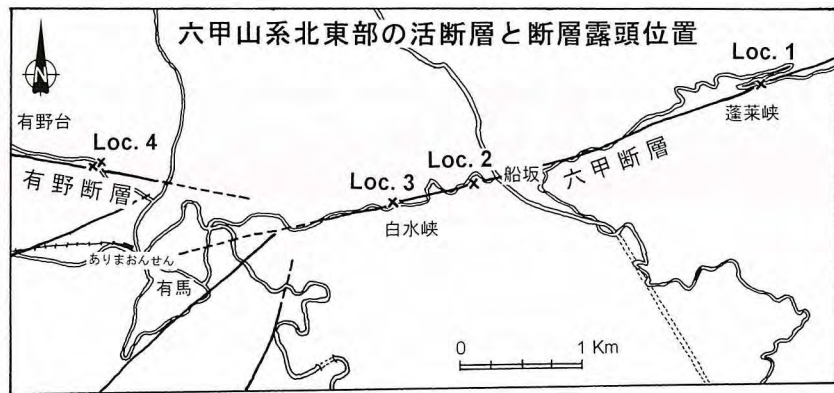 六甲山系北東部の活断層と断層露頭位置
N
Loc. 1
蓬莱峡
有野台
Loc. 4
有野断層
Loc. 3
Loc. 2
船坂
六甲断層
白水峡
ありまおんせん
有馬
0 1 Km